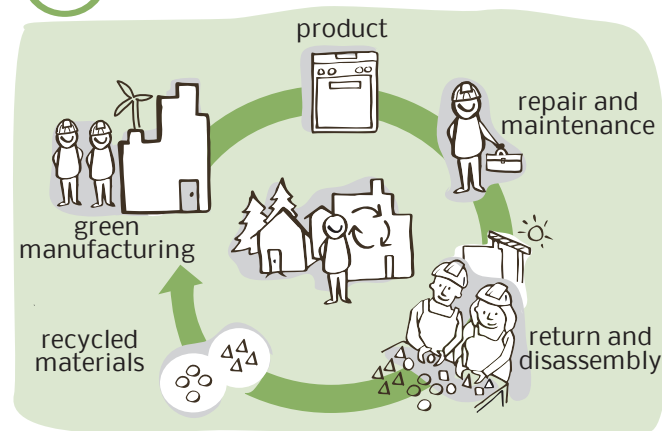 product
repair and
maintenance
green
manufacturing
recycled
materials
return and
disassembly